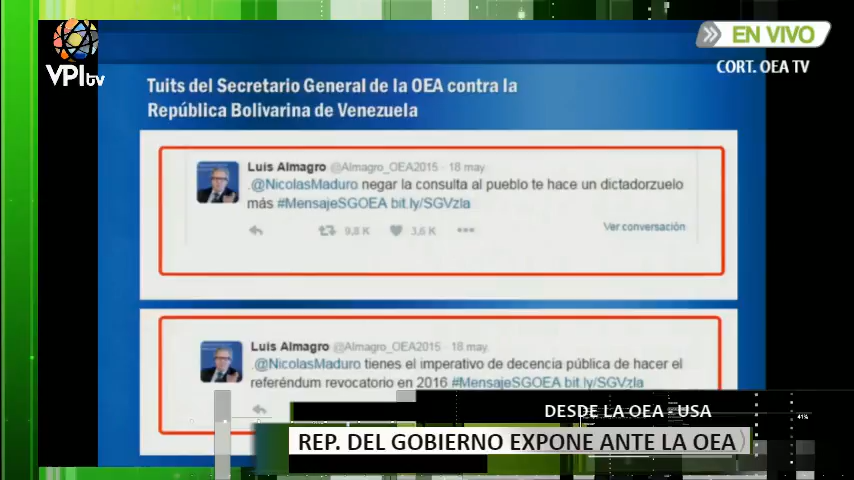 VPItv
EN VIVO
CORT. OEA TV
Tuits del Secretario General de la OEA contra la
República Bolivarina de Venezuela
Luis Almagro @Almagro_OEA2015 · 18 may.
.@NicolasMaduro negar la consulta al pueblo te hace un dictadorzuelo
más #MensajeSGOEA bit.ly/SGVzla
9,8 K 3,6 K •••
Ver conversación
Luis Almagro @Almagro_OEA2015 · 18 may.
.@NicolasMaduro tienes el imperativo de decencia pública de hacer el
referéndum revocatorio en 2016 #MensajeSGOEA bit.ly/SGVzla
DESDE LA OEA - USA
41%
REP. DEL GOBIERNO EXPONE ANTE LA OEA